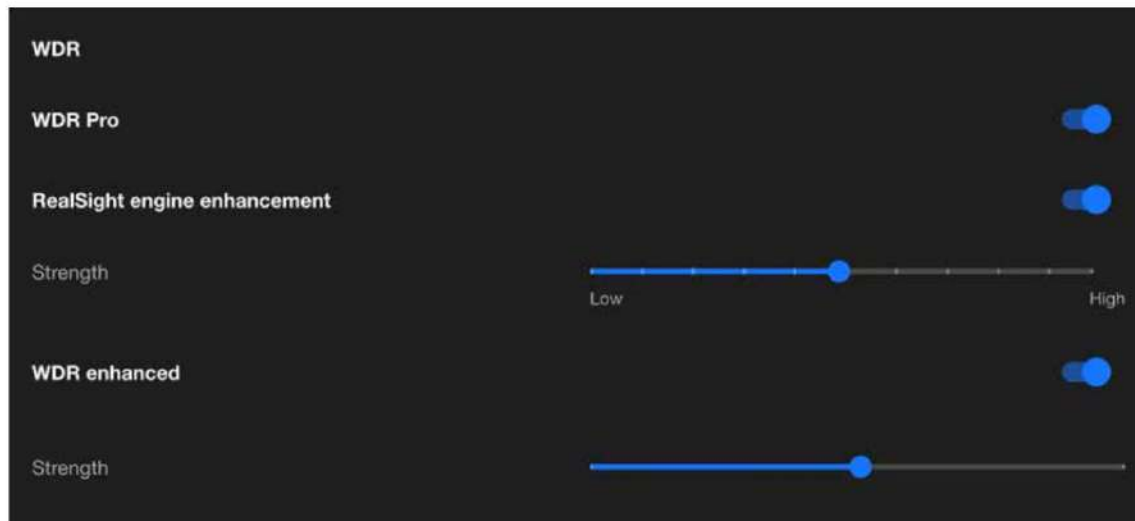 WDR
WDR Pro
RealSight engine enhancement
Strength
Low
High
WDR enhanced
Strength